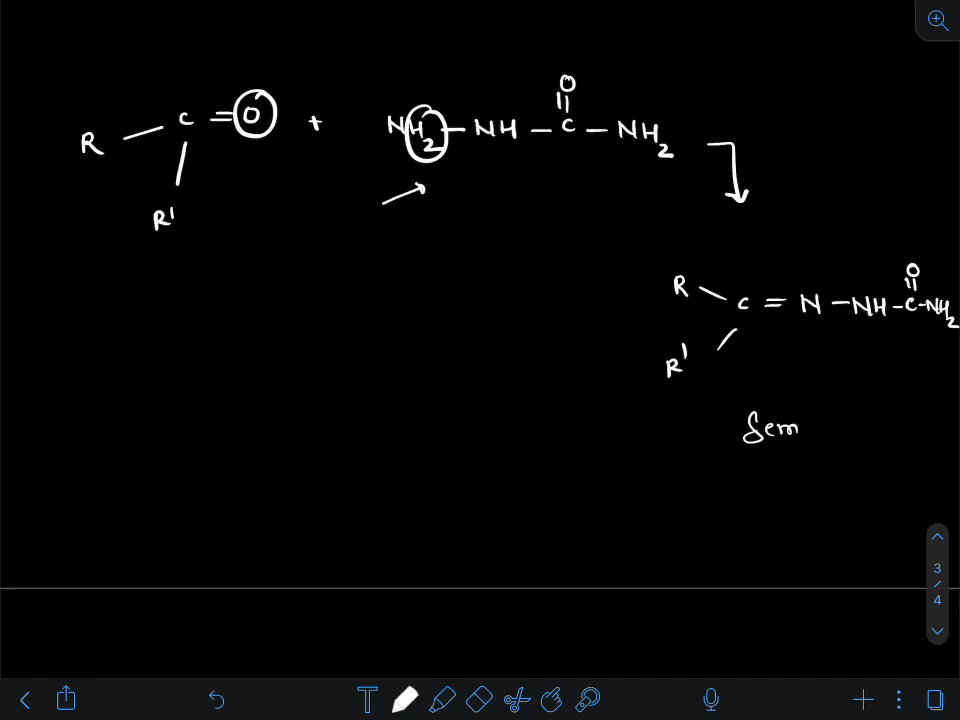 R - C = O + NH2 - NH - C - NH2
O
R'
R - C = N - NH - C - NH2
O
R'
Sem
3
/
4
T